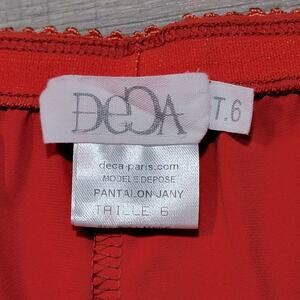 DECA
T.6
deca-paris.com
MODELE DEPOSE
PANTALON JANY
TAILLE 6